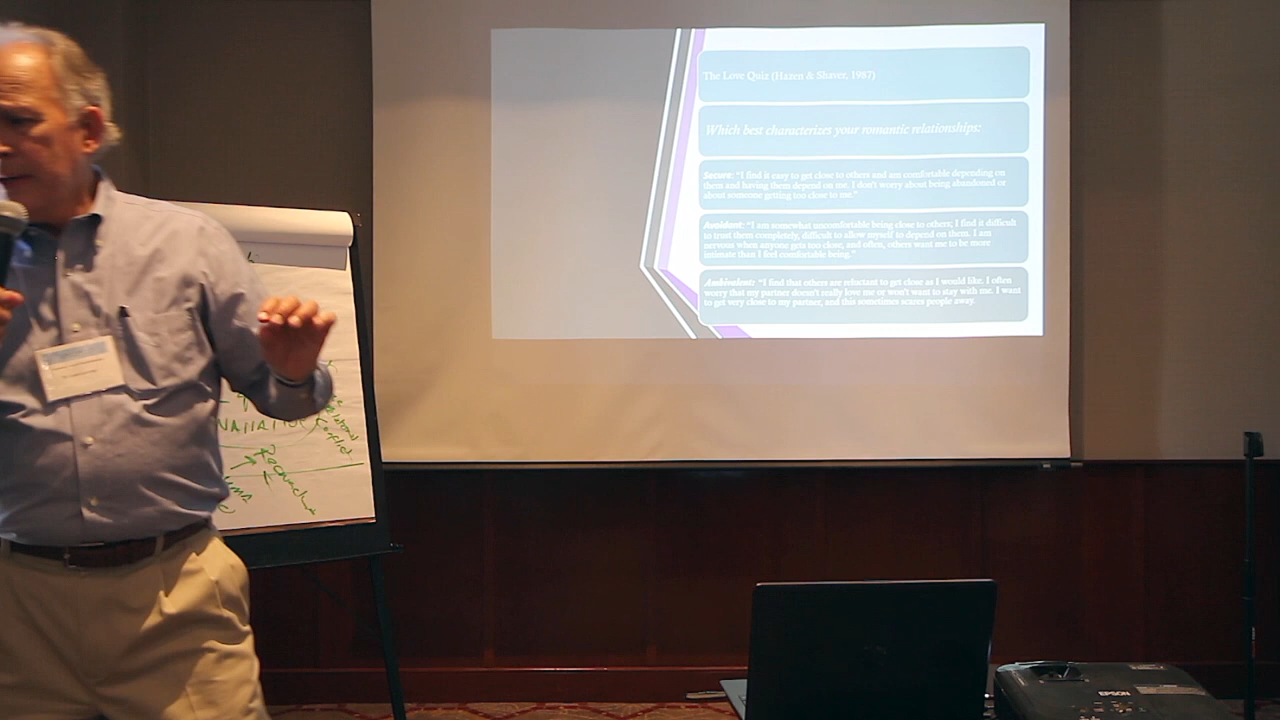 The Love Quiz (Hazen & Shaver, 1987)
Which best characterizes your romantic relationships:
Secure: “I find it easy to get close to others and am comfortable depending on
them and having them depend on me. I don't worry about being abandoned or
about someone getting too close to me.”
Avoidant: “I am somewhat uncomfortable being close to others; I find it difficult
to trust them completely, difficult to allow myself to depend on them. I am
nervous when anyone gets too close, and often, others want me to be more
intimate than I feel comfortable being.”
Ambivalent: “I find that others are reluctant to get close as I would like. I often
worry that my partner doesn't really love me or won't want to stay with me. I want
to get very close to my partner, and this sometimes scares people away.
Conflict
EPSON